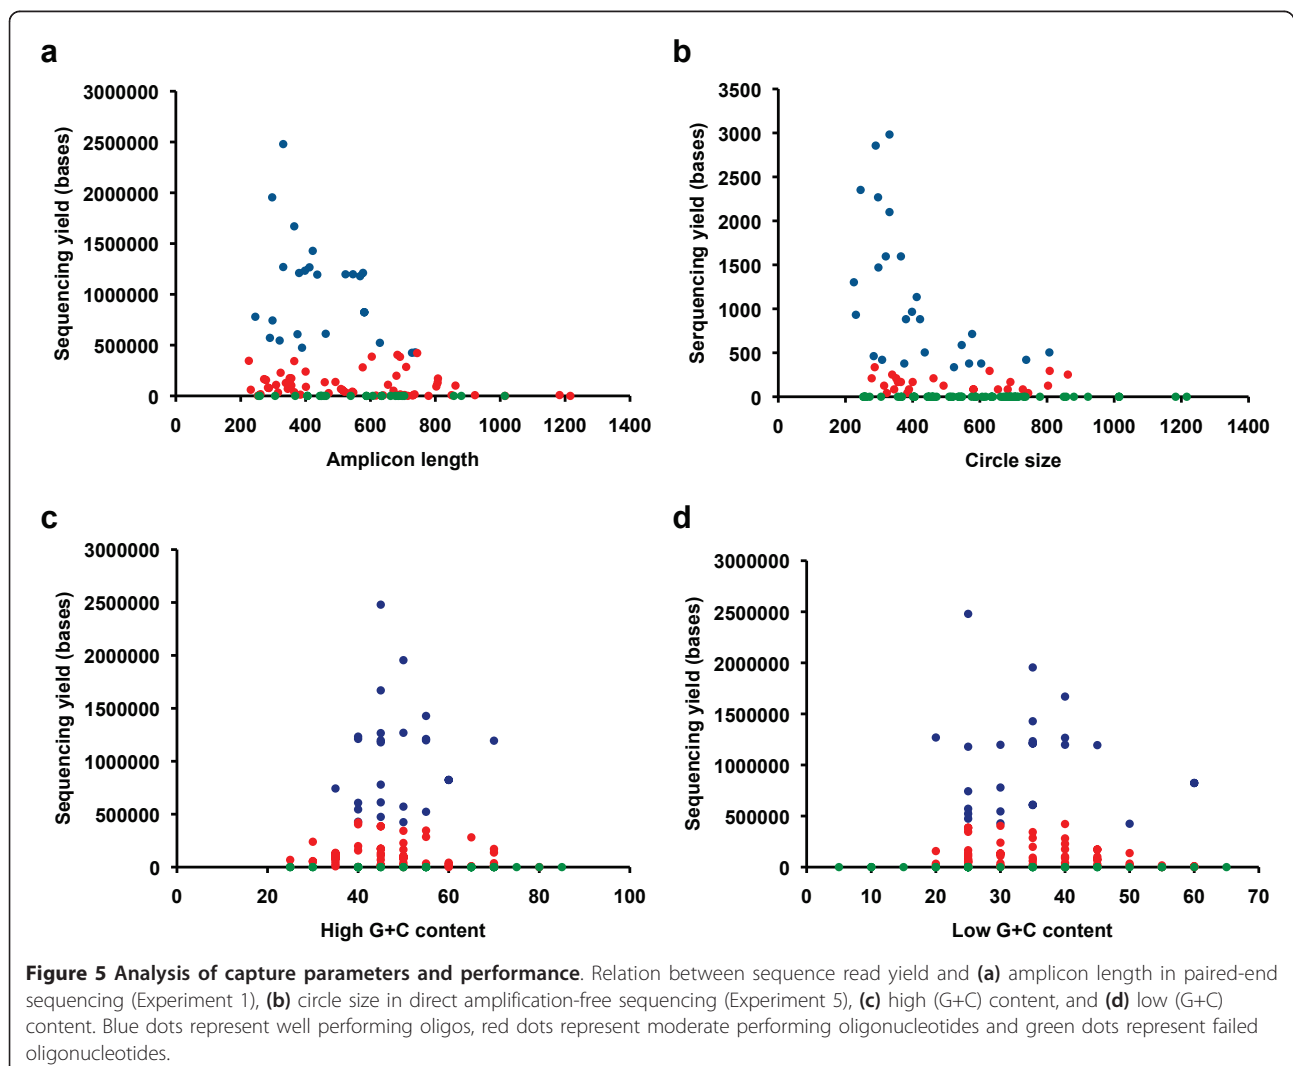 a
3000000
2500000
2000000
1500000
1000000
500000
0
Sequencing yield (bases)
0 200 400 600 800 1000 1200 1400
Amplicon length
b
3500
3000
2500
2000
1500
1000
500
0
Serquencing yield (bases)
0 200 400 600 800 1000 1200 1400
Circle size
c
3000000
2500000
2000000
1500000
1000000
500000
0
Sequencing yield (bases)
0 20 40 60 80 100
High G+C content
d
3000000
2500000
2000000
1500000
1000000
500000
0
Sequencing yield (bases)
0 10 20 30 40 50 60 70
Low G+C content
Figure 5 Analysis of capture parameters and performance. Relation between sequence read yield and (a) amplicon length in paired-end
sequencing (Experiment 1), (b) circle size in direct amplification-free sequencing (Experiment 5), (c) high (G+C) content, and (d) low (G+C)
content. Blue dots represent well performing oligos, red dots represent moderate performing oligonucleotides and green dots represent failed
oligonucleotides.